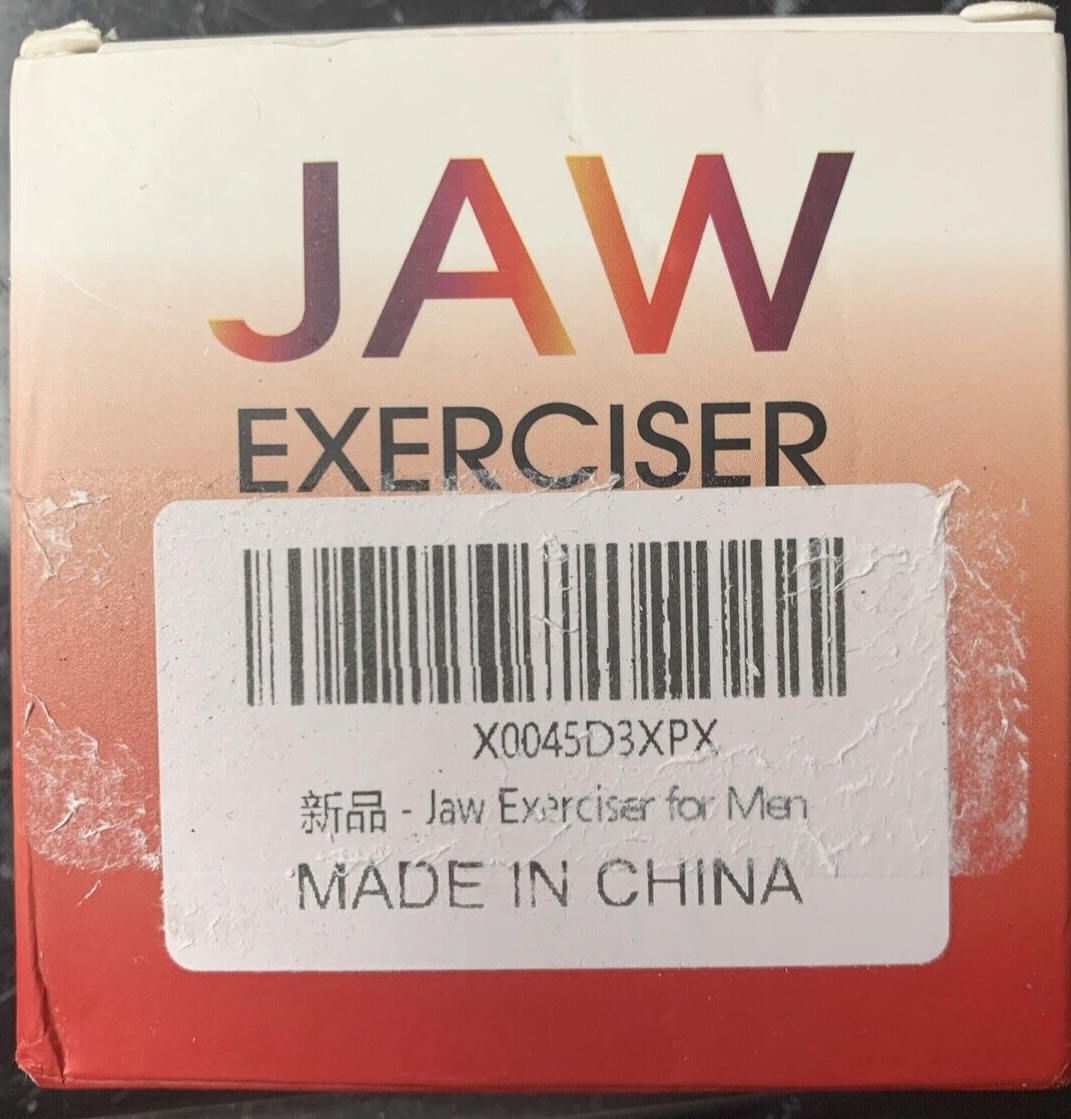 JAW
EXERCISER
X0045D3XPX
新品 - Jaw Exerciser for Men
MADE IN CHINA